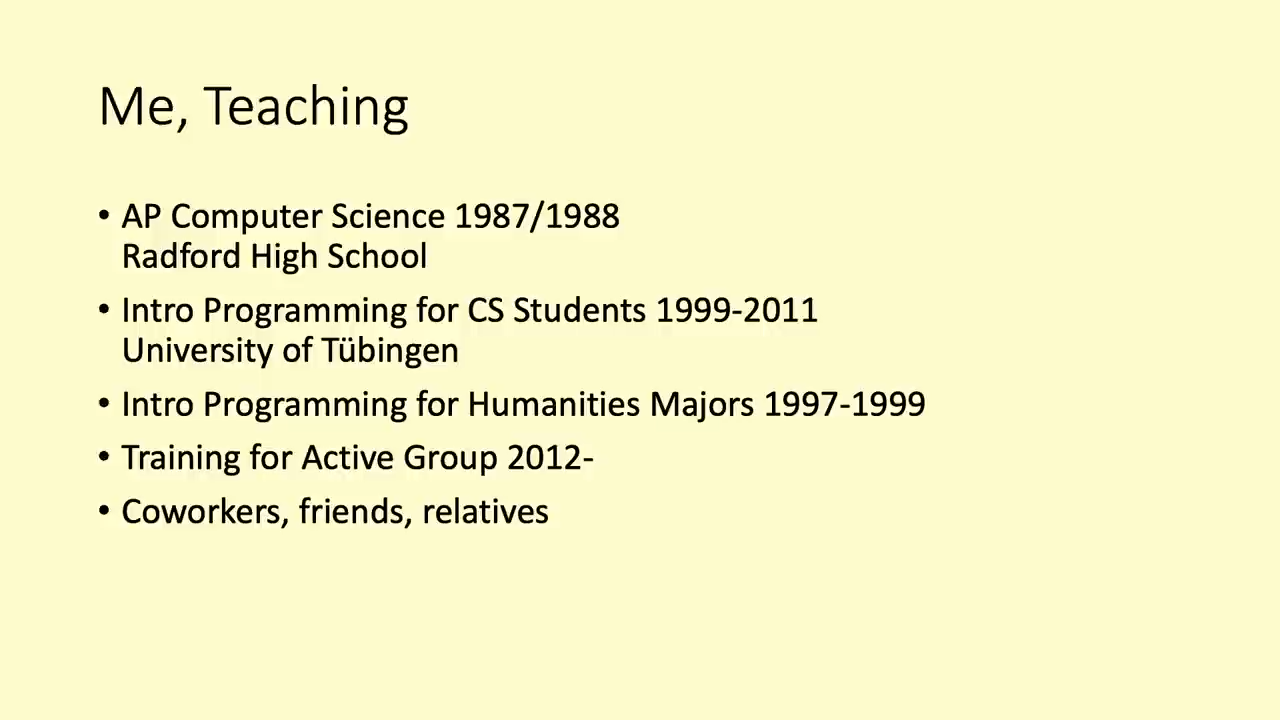 Me, Teaching
• AP Computer Science 1987/1988
Radford High School
• Intro Programming for CS Students 1999-2011
University of Tübingen
• Intro Programming for Humanities Majors 1997-1999
• Training for Active Group 2012-
• Coworkers, friends, relatives